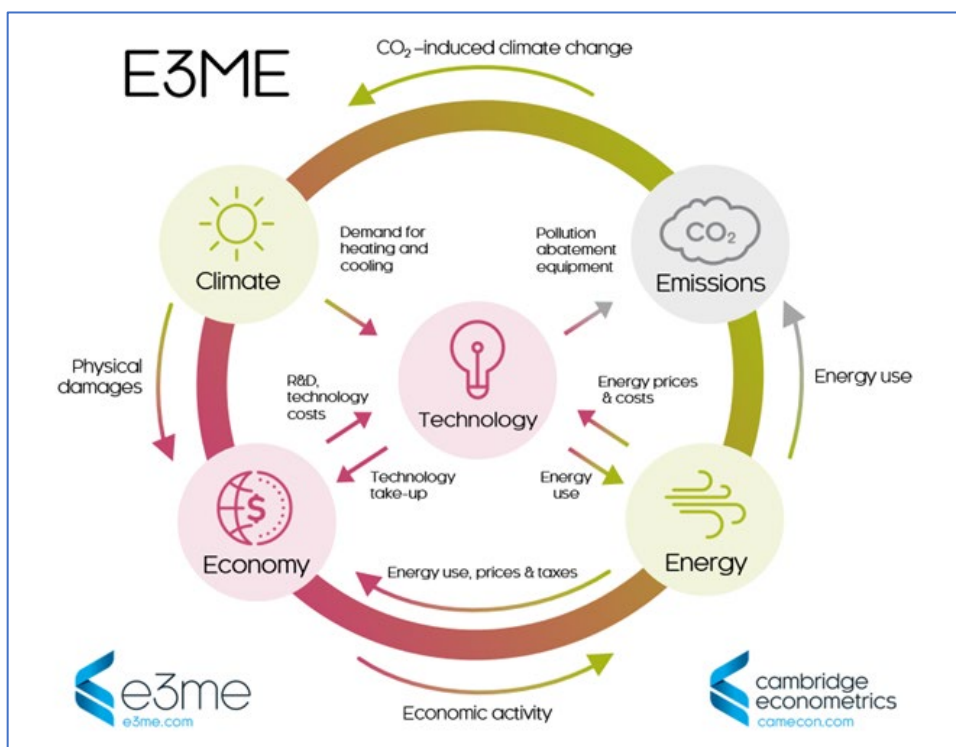 E3ME
CO₂ –induced climate change
Climate
Demand for
heating and
cooling
Pollution
abatement
equipment
CO₂
Emissions
Physical
damages
R&D,
technology
costs
Technology
Energy prices
& costs
Energy use
Technology
take-up
Energy
use
$
Economy
Energy use, prices & taxes
Energy
Economic activity
e3me
e3me.com
cambridge
econometrics
camecon.com